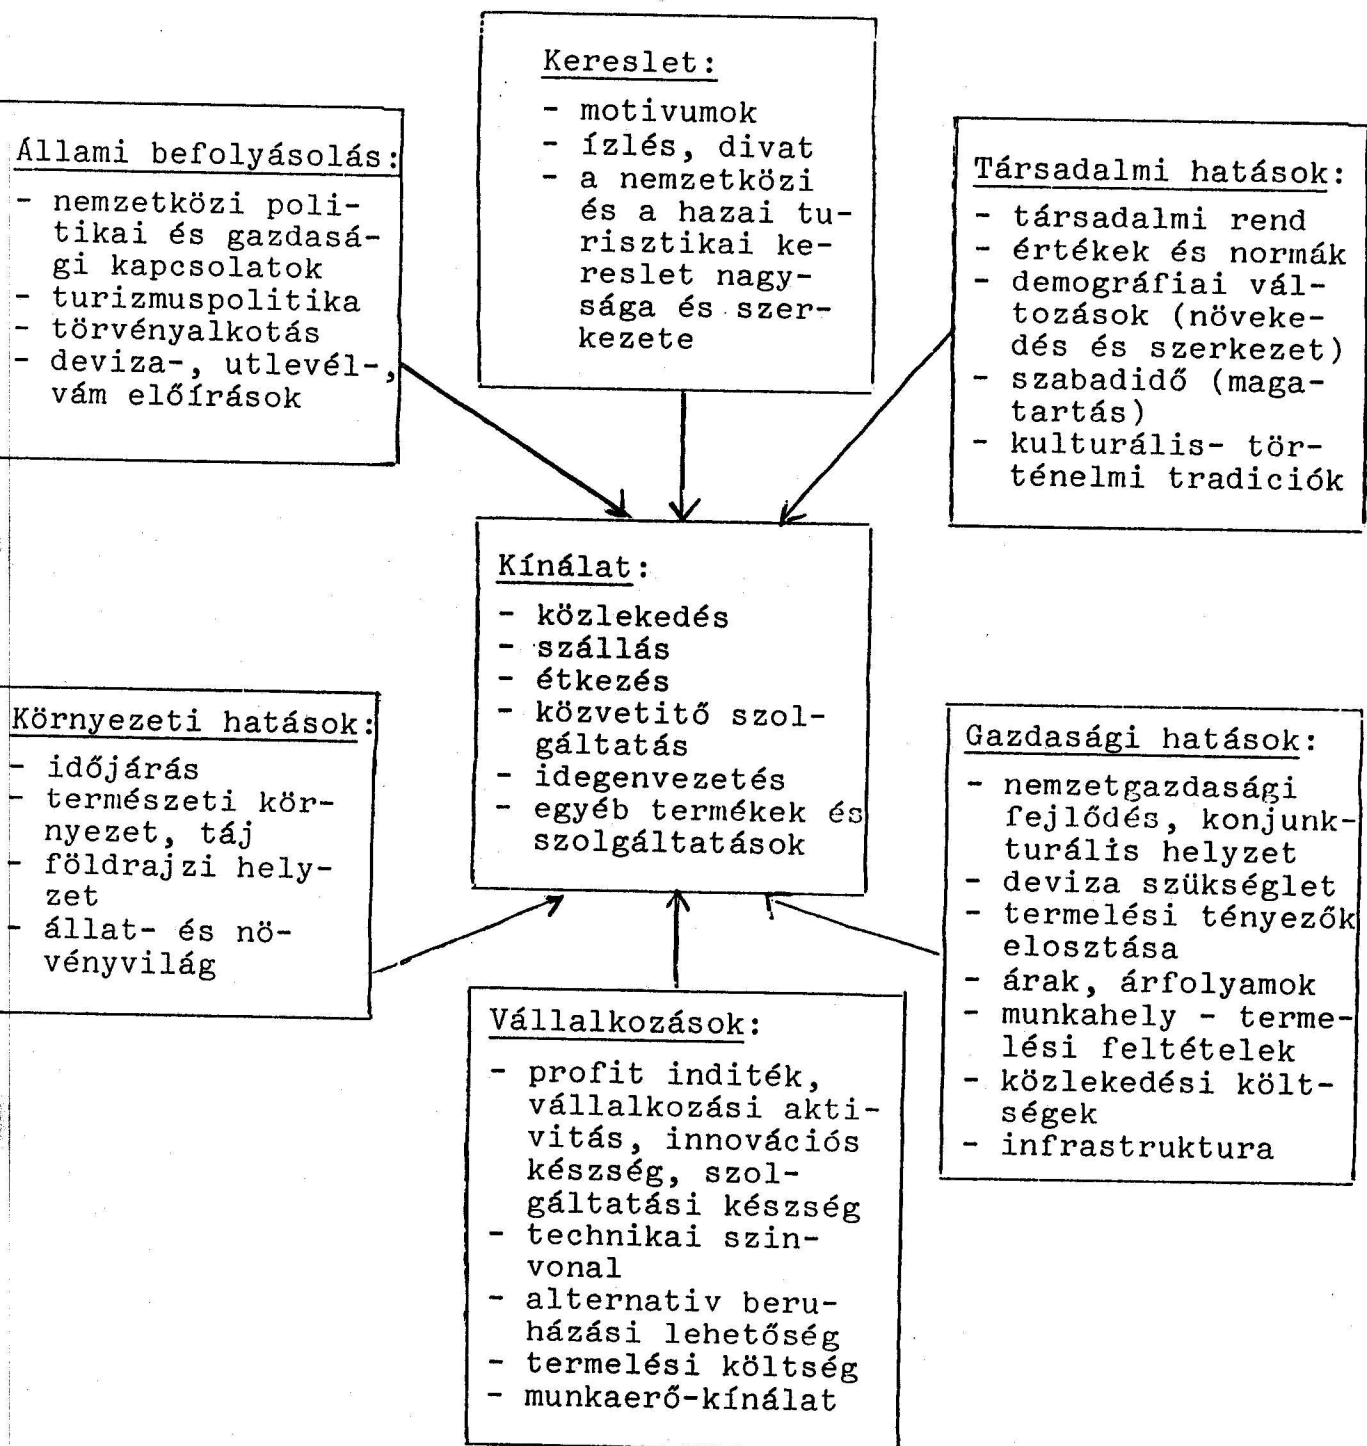 Kereslet:
- motivumok
- ízlés, divat
- a nemzetközi
és a hazai tu-
risztikai ke-
reslet nagy-
sága és szer-
kezete
Állami befolyásolás:
- nemzetközi poli-
tikai és gazdasá-
gi kapcsolatok
- turizmuspolitika
- törvényalkotás
- deviza-, utlevél-,
vám előírások
Társadalmi hatások:
- társadalmi rend
- értékek és normák
- demográfiai vál-
tozások (növeke-
dés és szerkezet)
- szabadidő (maga-
tartás)
- kulturális- tör-
ténelmi tradiciók
Kínálat:
- közlekedés
- szállás
- étkezés
- közvetitő szol-
gáltatás
- idegenvezetés
- egyéb termékek és
szolgáltatások
Környezeti hatások:
- időjárás
- természeti kör-
nyezet, táj
- földrajzi hely-
zet
- állat- és nö-
vényvilág
Gazdasági hatások:
- nemzetgazdasági
fejlődés, konjunk-
turális helyzet
- deviza szükséglet
- termelési tényezők
elosztása
- árak, árfolyamok
- munkahely - terme-
lési feltételek
- közlekedési költ-
ségek
- infrastruktura
Vállalkozások:
- profit inditék,
vállalkozási akti-
vitás, innovációs
készség, szol-
gáltatási készség
- technikai szin-
vonal
- alternativ beru-
házási lehetőség
- termelési költség
- munkaerő-kínálat